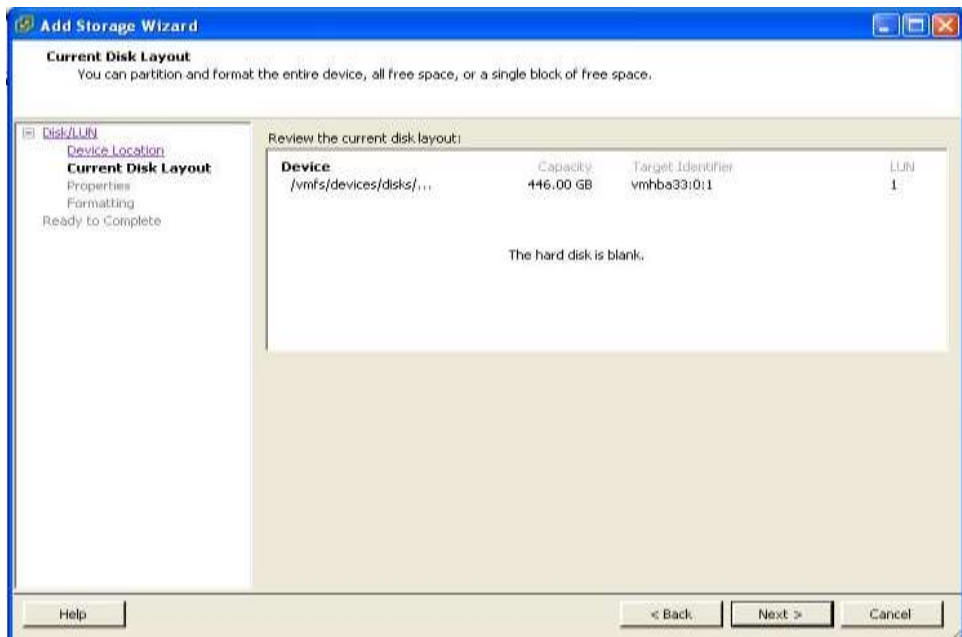 Add Storage Wizard
Current Disk Layout
You can partition and format the entire device, all free space, or a single block of free space.
Disk/LUN
Device Location
Current Disk Layout
Properties
Formatting
Ready to Complete
Review the current disk layout:
Device Capacity Target Identifier LUN
/vmfs/devices/disks/... 446.00 GB vmhba33:0:1 1
The hard disk is blank.
Help < Back Next > Cancel